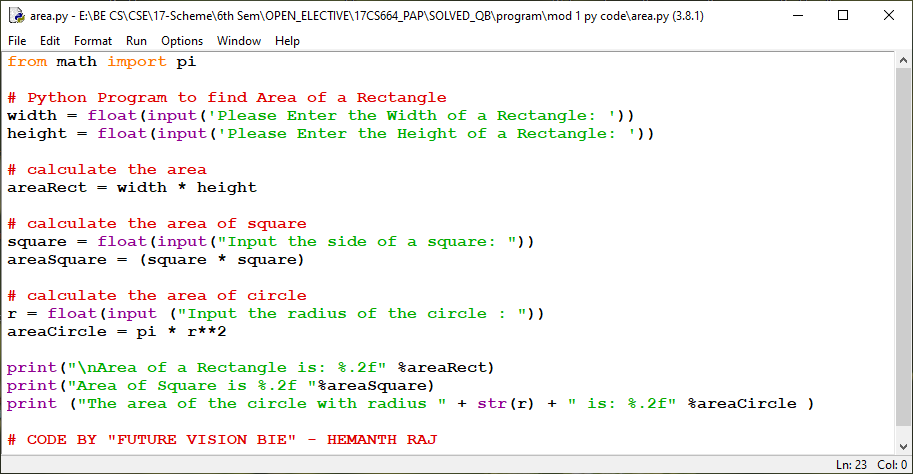 area.py - E:\BE CS\CSE\17-Scheme\6th Sem\OPEN_ELECTIVE\17CS664_PAP\SOLVED_QB\program\mod 1 py code\area.py (3.8.1)
File Edit Format Run Options Window Help
from math import pi
# Python Program to find Area of a Rectangle
width = float(input('Please Enter the Width of a Rectangle: '))
height = float(input('Please Enter the Height of a Rectangle: '))
# calculate the area
areaRect = width * height
# calculate the area of square
square = float(input("Input the side of a square: "))
areaSquare = (square * square)
# calculate the area of circle
r = float(input ("Input the radius of the circle : "))
areaCircle = pi * r**2
print("\nArea of a Rectangle is: %.2f" %areaRect)
print("Area of Square is %.2f "%areaSquare)
print ("The area of the circle with radius " + str(r) + " is: %.2f" %areaCircle )
# CODE BY "FUTURE VISION BIE" - HEMANTH RAJ
Ln: 23 Col: 0